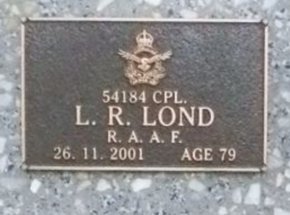 54184 CPL.
L. R. LOND
R. A. A. F.
26. 11. 2001 AGE 79